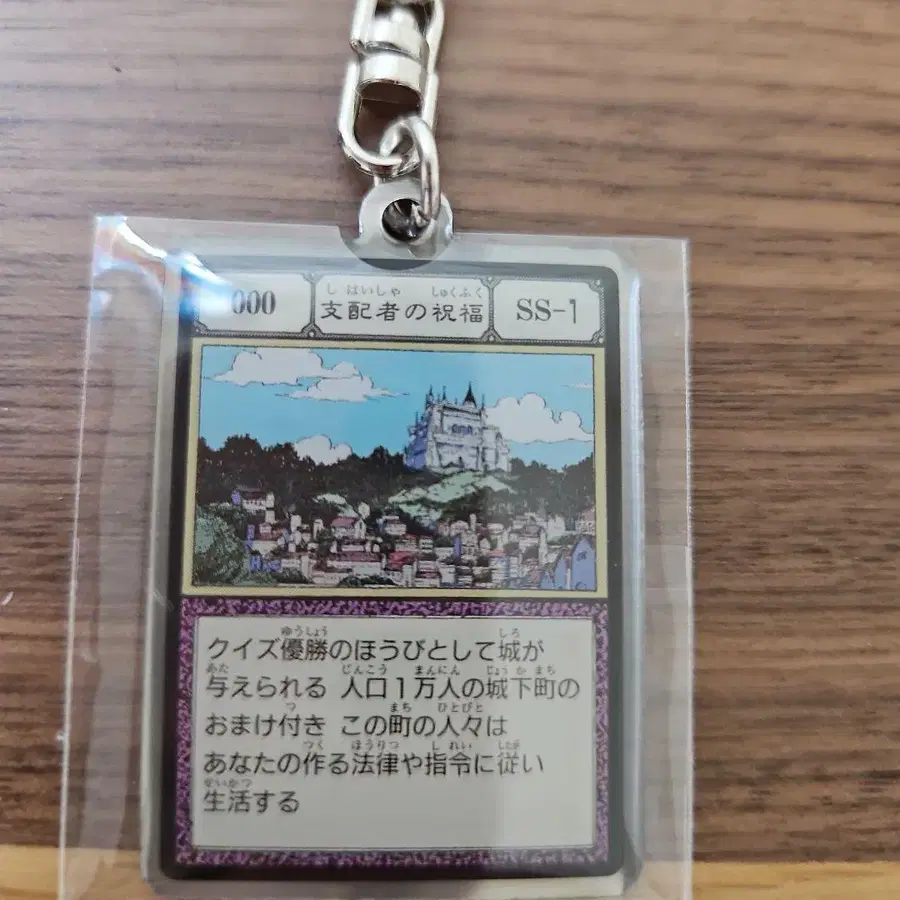 000 支配者の祝福 SS-1
しはいしゃ しゅくふく
クイズ優勝のほうびとして城が
ゆうしょう しろ
与えられる 人口1万人の城下町の
あた じんこう まんにん じょうかまち
おまけ付き この町の人々は
つ まち ひとびと
あなたの作る法律や指令に従い
つく ほうりつ しれい したが
生活する
せいかつ